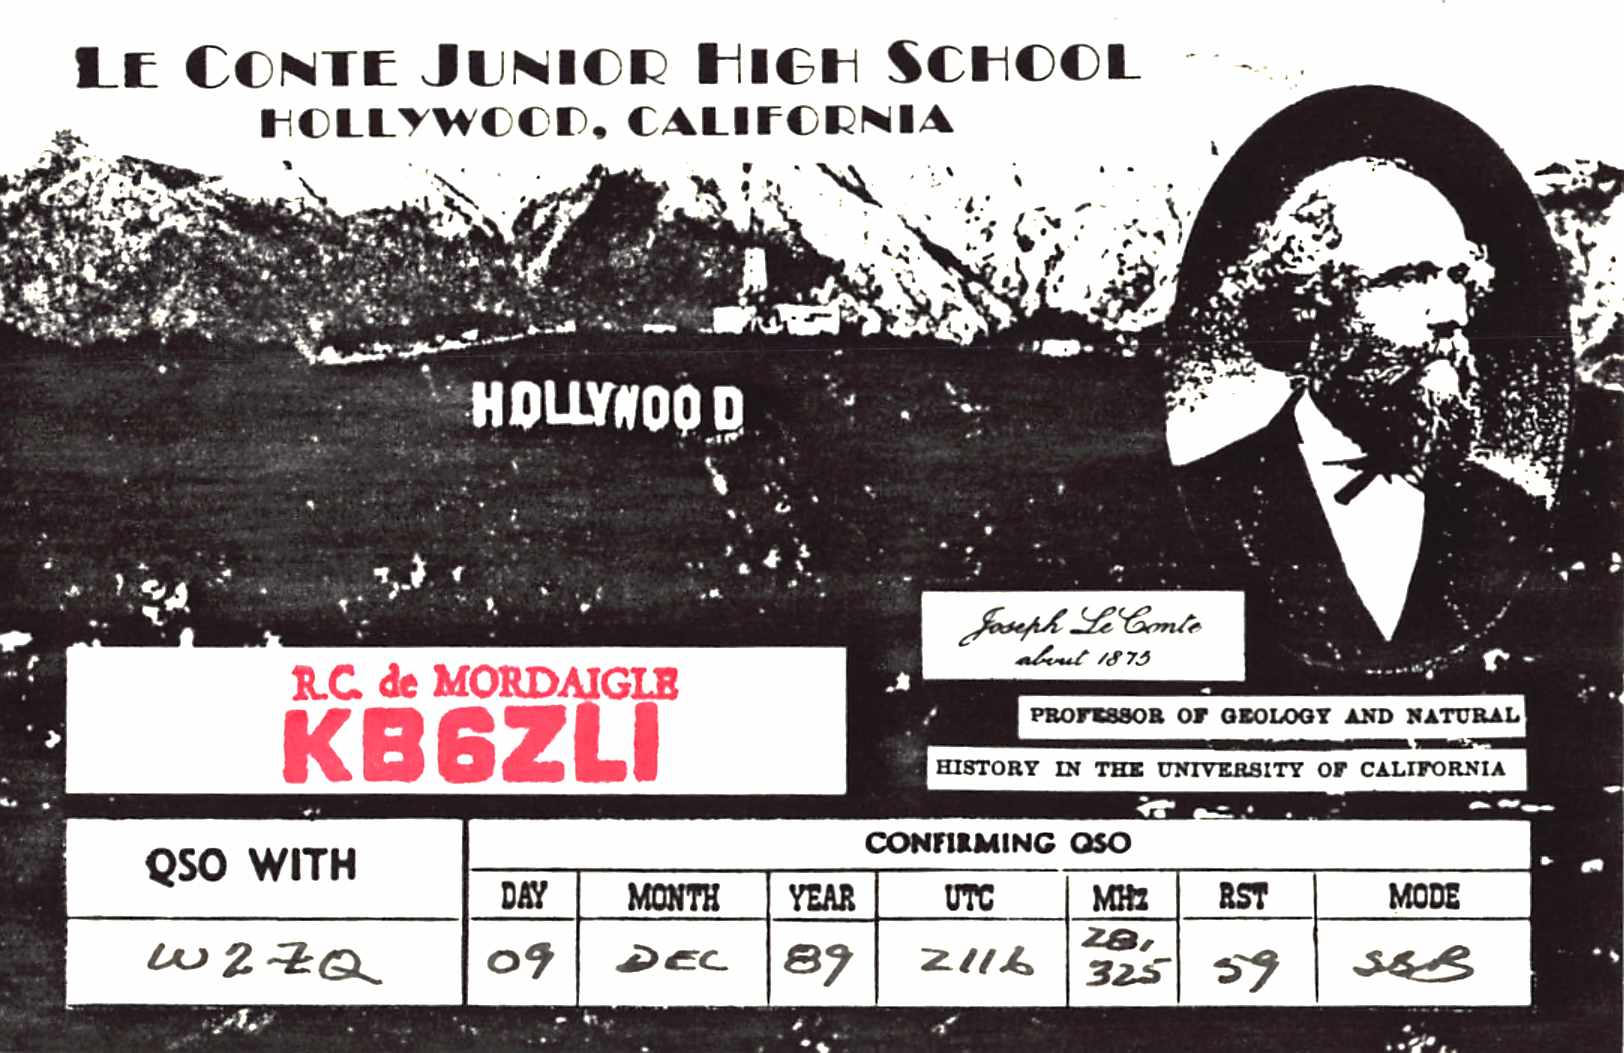 LE CONTE JUNIOR HIGH SCHOOL
HOLLYWOOD, CALIFORNIA
HOLLYWOOD
Joseph Le Conte
about 1875
R.C. de MORDAIGLE
KB6ZLI
PROFESSOR OF GEOLOGY AND NATURAL
HISTORY IN THE UNIVERSITY OF CALIFORNIA
QSO WITH
CONFIRMING QSO
DAY MONTH YEAR UTC MHz RST MODE
W2ZQ 09 DEC 89 2116 28, 325 59 SSB